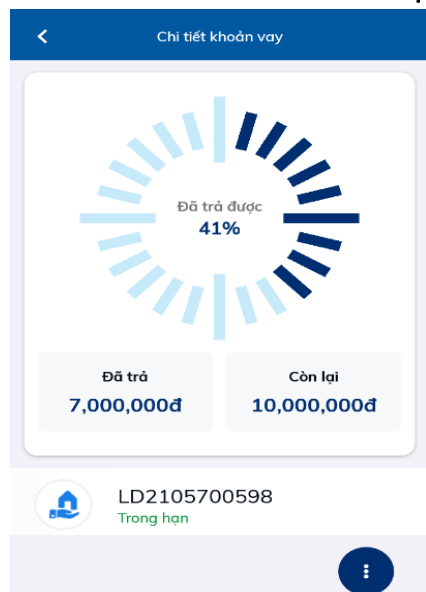 Chi tiết khoản vay
Đã trả được
41%
Đã trả
7,000,000đ
Còn lại
10,000,000đ
LD2105700598
Trong hạn